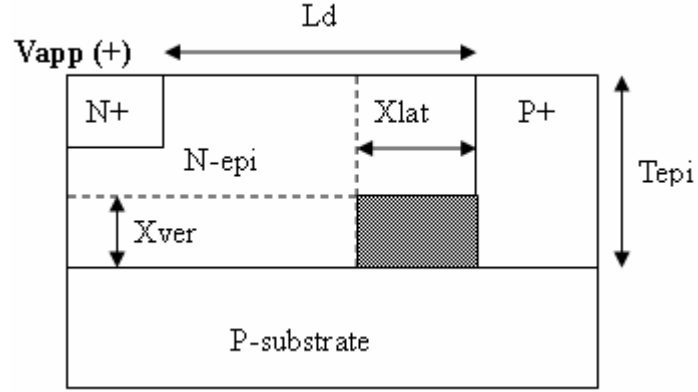 Ld
Vapp (+)
N+
Xlat
P+
N-epi
Tepi
Xver
P-substrate